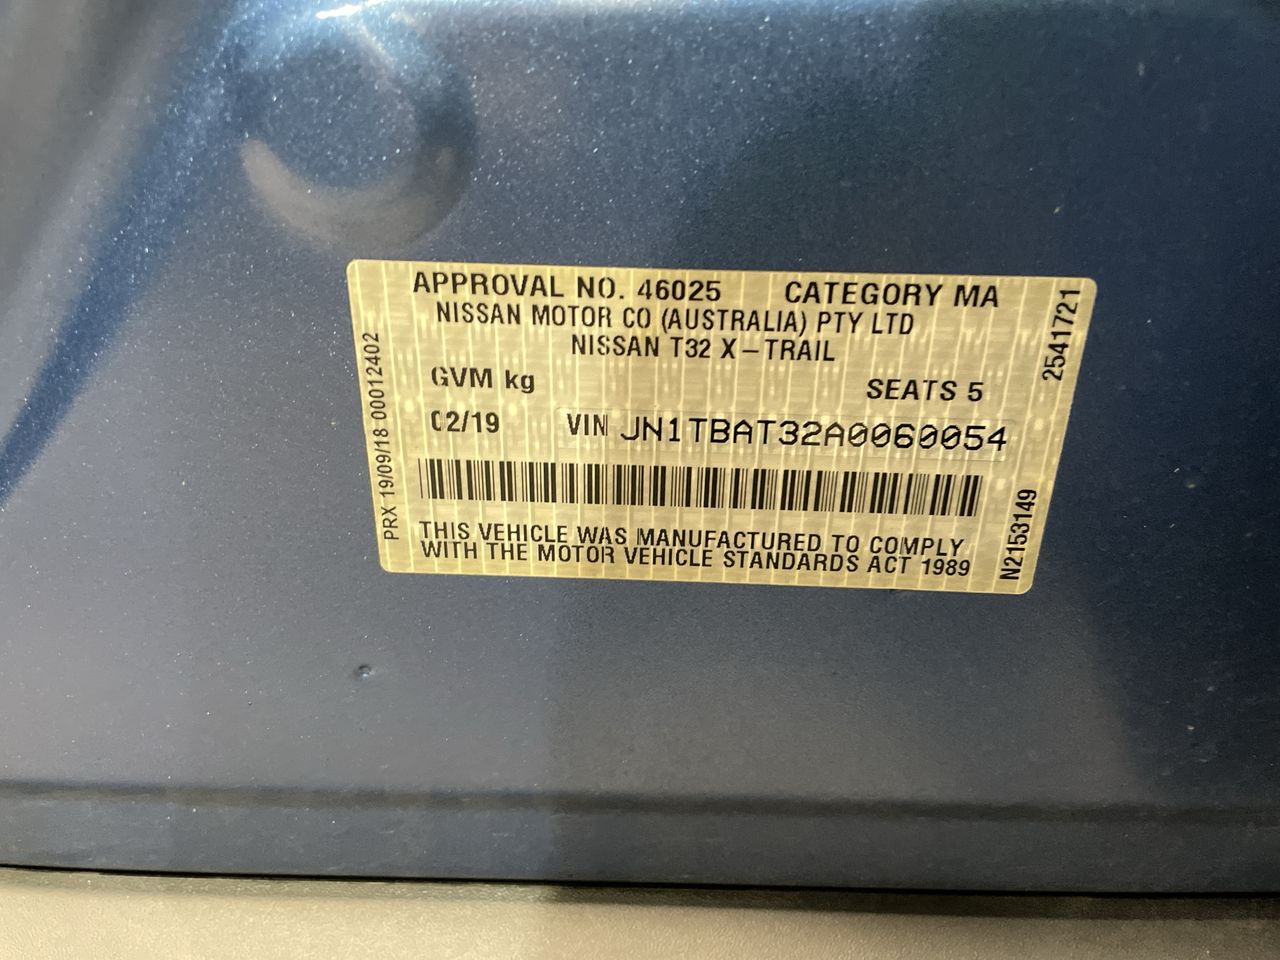 APPROVAL NO. 46025 CATEGORY MA
NISSAN MOTOR CO (AUSTRALIA) PTY LTD
NISSAN T32 X-TRAIL
GVM kg SEATS 5
02/19 VIN JN1TBAT32A0060054
THIS VEHICLE WAS MANUFACTURED TO COMPLY
WITH THE MOTOR VEHICLE STANDARDS ACT 1989
PRX 19/09/18 00012402
2541721
N2153149